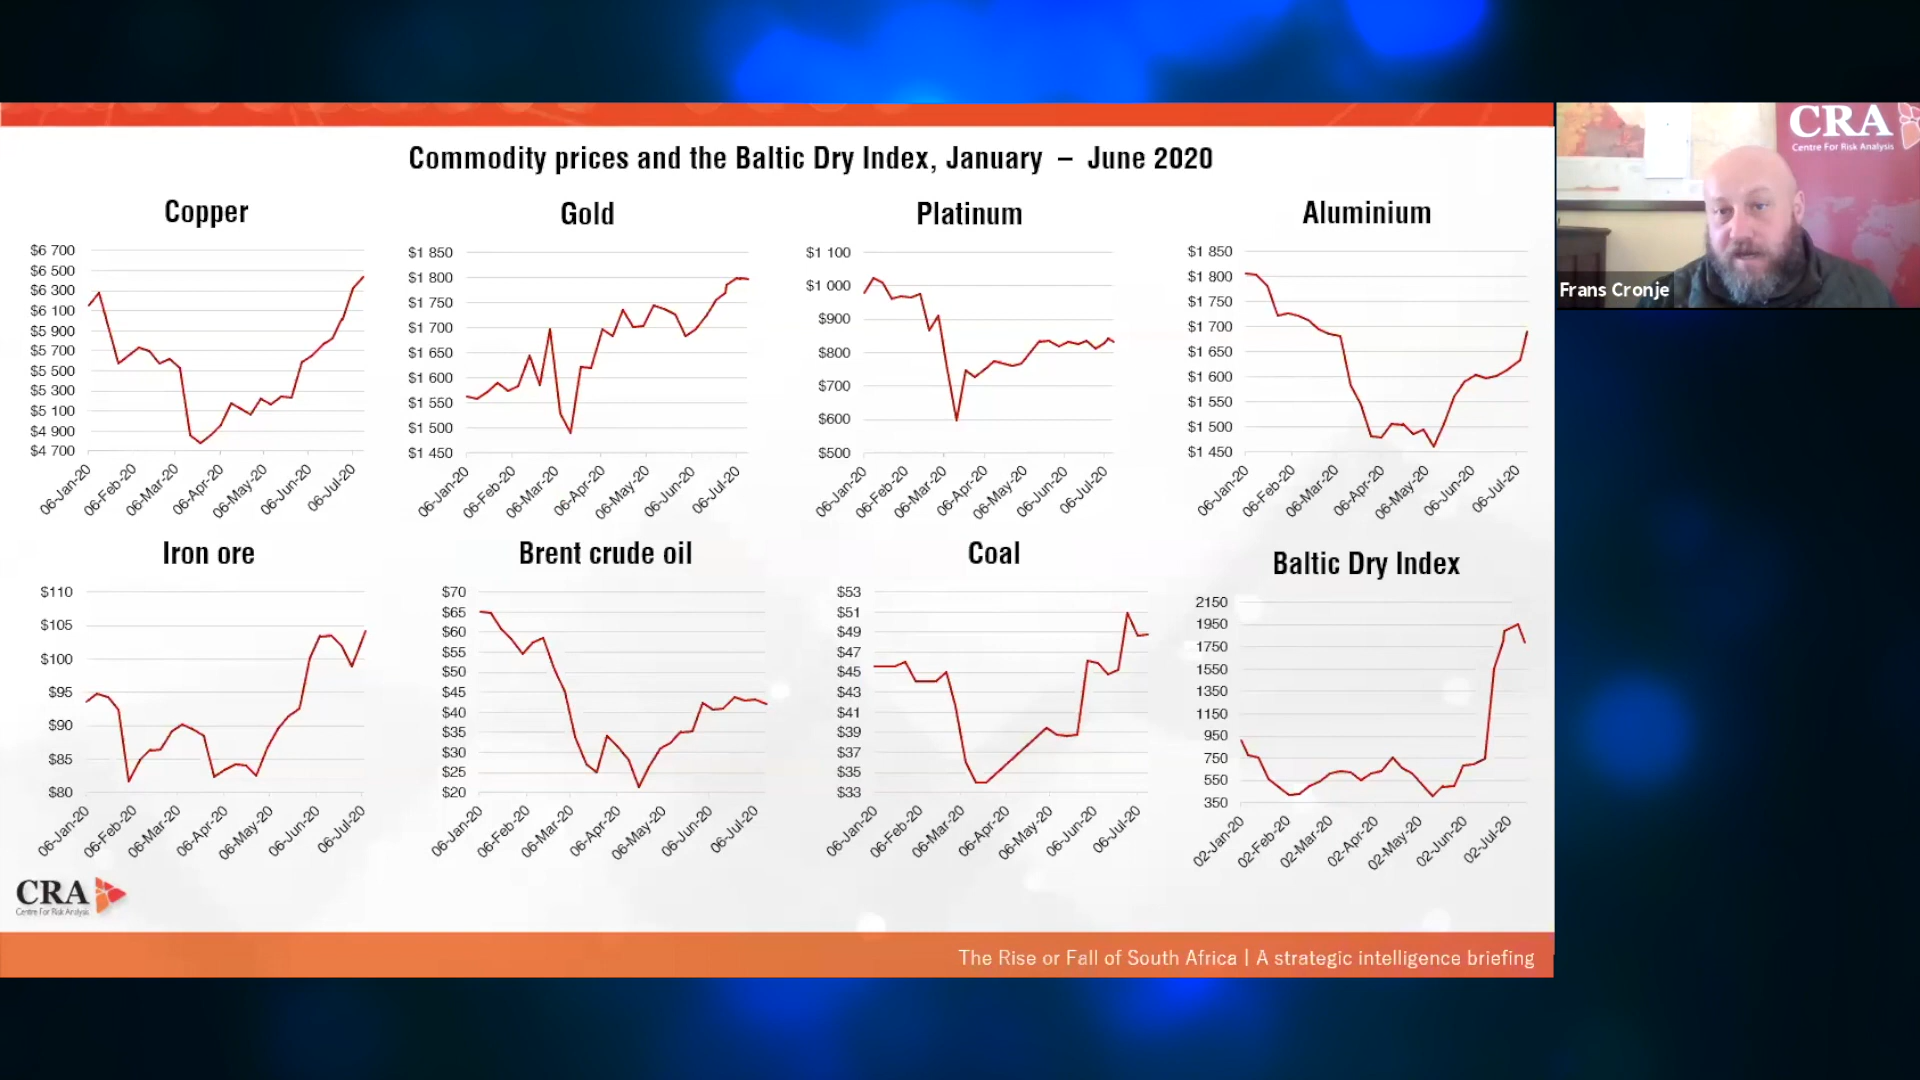 Commodity prices and the Baltic Dry Index, January – June 2020
Copper
$6 700
$6 500
$6 300
$6 100
$5 900
$5 700
$5 500
$5 300
$5 100
$4 900
$4 700
06-Jan-20
06-Feb-20
06-Mar-20
06-Apr-20
06-May-20
06-Jun-20
06-Jul-20
Gold
$1 850
$1 800
$1 750
$1 700
$1 650
$1 600
$1 550
$1 500
$1 450
06-Jan-20
06-Feb-20
06-Mar-20
06-Apr-20
06-May-20
06-Jun-20
06-Jul-20
Platinum
$1 100
$1 000
$900
$800
$700
$600
$500
06-Jan-20
06-Feb-20
06-Mar-20
06-Apr-20
06-May-20
06-Jun-20
06-Jul-20
Aluminium
$1 850
$1 800
$1 750
$1 700
$1 650
$1 600
$1 550
$1 500
$1 450
06-Jan-20
06-Feb-20
06-Mar-20
06-Apr-20
06-May-20
06-Jun-20
06-Jul-20
Iron ore
$110
$105
$100
$95
$90
$85
$80
06-Jan-20
06-Feb-20
06-Mar-20
06-Apr-20
06-May-20
06-Jun-20
06-Jul-20
Brent crude oil
$70
$65
$60
$55
$50
$45
$40
$35
$30
$25
$20
06-Jan-20
06-Feb-20
06-Mar-20
06-Apr-20
06-May-20
06-Jun-20
06-Jul-20
Coal
$53
$51
$49
$47
$45
$43
$41
$39
$37
$35
$33
06-Jan-20
06-Feb-20
06-Mar-20
06-Apr-20
06-May-20
06-Jun-20
06-Jul-20
Baltic Dry Index
2150
1950
1750
1550
1350
1150
950
750
550
350
02-Jan-20
02-Feb-20
02-Mar-20
02-Apr-20
02-May-20
02-Jun-20
02-Jul-20
CRA
Centre For Risk Analysis
The Rise or Fall of South Africa | A strategic intelligence briefing
CRA
Centre For Risk Analysis
Frans Cronje